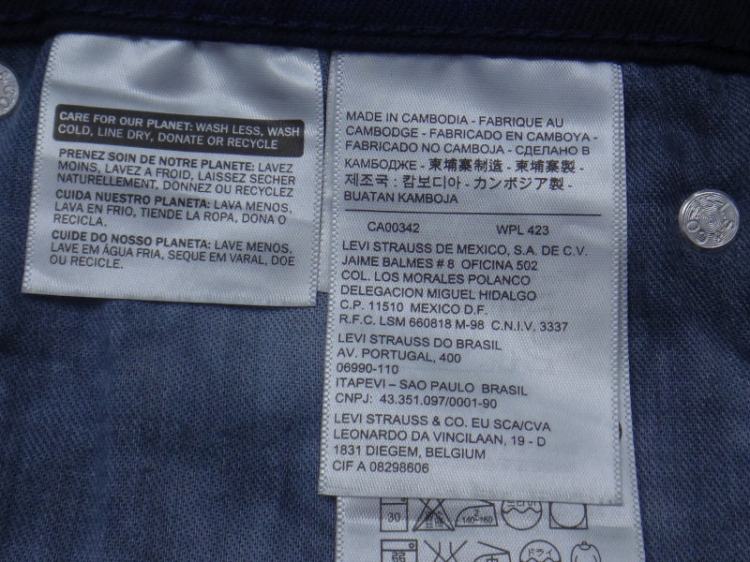 CARE FOR OUR PLANET: WASH LESS, WASH
COLD, LINE DRY, DONATE OR RECYCLE
PRENEZ SOIN DE NOTRE PLANETE: LAVEZ
MOINS, LAVEZ A FROID, LAISSEZ SECHER
NATURELLEMENT, DONNEZ OU RECYCLEZ
CUIDA NUESTRO PLANETA: LAVA MENOS,
LAVA EN FRIO, TIENDE LA ROPA, DONA O
RECICLA.
CUIDE DO NOSSO PLANETA: LAVE MENOS,
LAVE EM ÁGUA FRIA, SEQUE EM VARAL, DOE
OU RECICLE.
MADE IN CAMBODIA - FABRIQUE AU
CAMBODGE - FABRICADO EN CAMBOYA -
FABRICADO NO CAMBOJA - СДЕЛАНО В
КАМБОДЖЕ - 柬埔寨制造 - 柬埔寨製 -
제조국 : 캄보디아 - カンボジア製 -
BUATAN KAMBOJA
CA00342 WPL 423
LEVI STRAUSS DE MEXICO, S.A. DE C.V.
JAIME BALMES # 8 OFICINA 502
COL. LOS MORALES POLANCO
DELEGACION MIGUEL HIDALGO
C.P. 11510 MEXICO D.F.
R.F.C. LSM 660818 M-98 C.N.I.V. 3337
LEVI STRAUSS DO BRASIL
AV. PORTUGAL, 400
06990-110
ITAPEVI – SAO PAULO BRASIL
CNPJ: 43.351.097/0001-90
LEVI STRAUSS & CO. EU SCA/CVA
LEONARDO DA VINCILAAN, 19 - D
1831 DIEGEM, BELGIUM
CIF A 08298606
30
140-160
ドライ